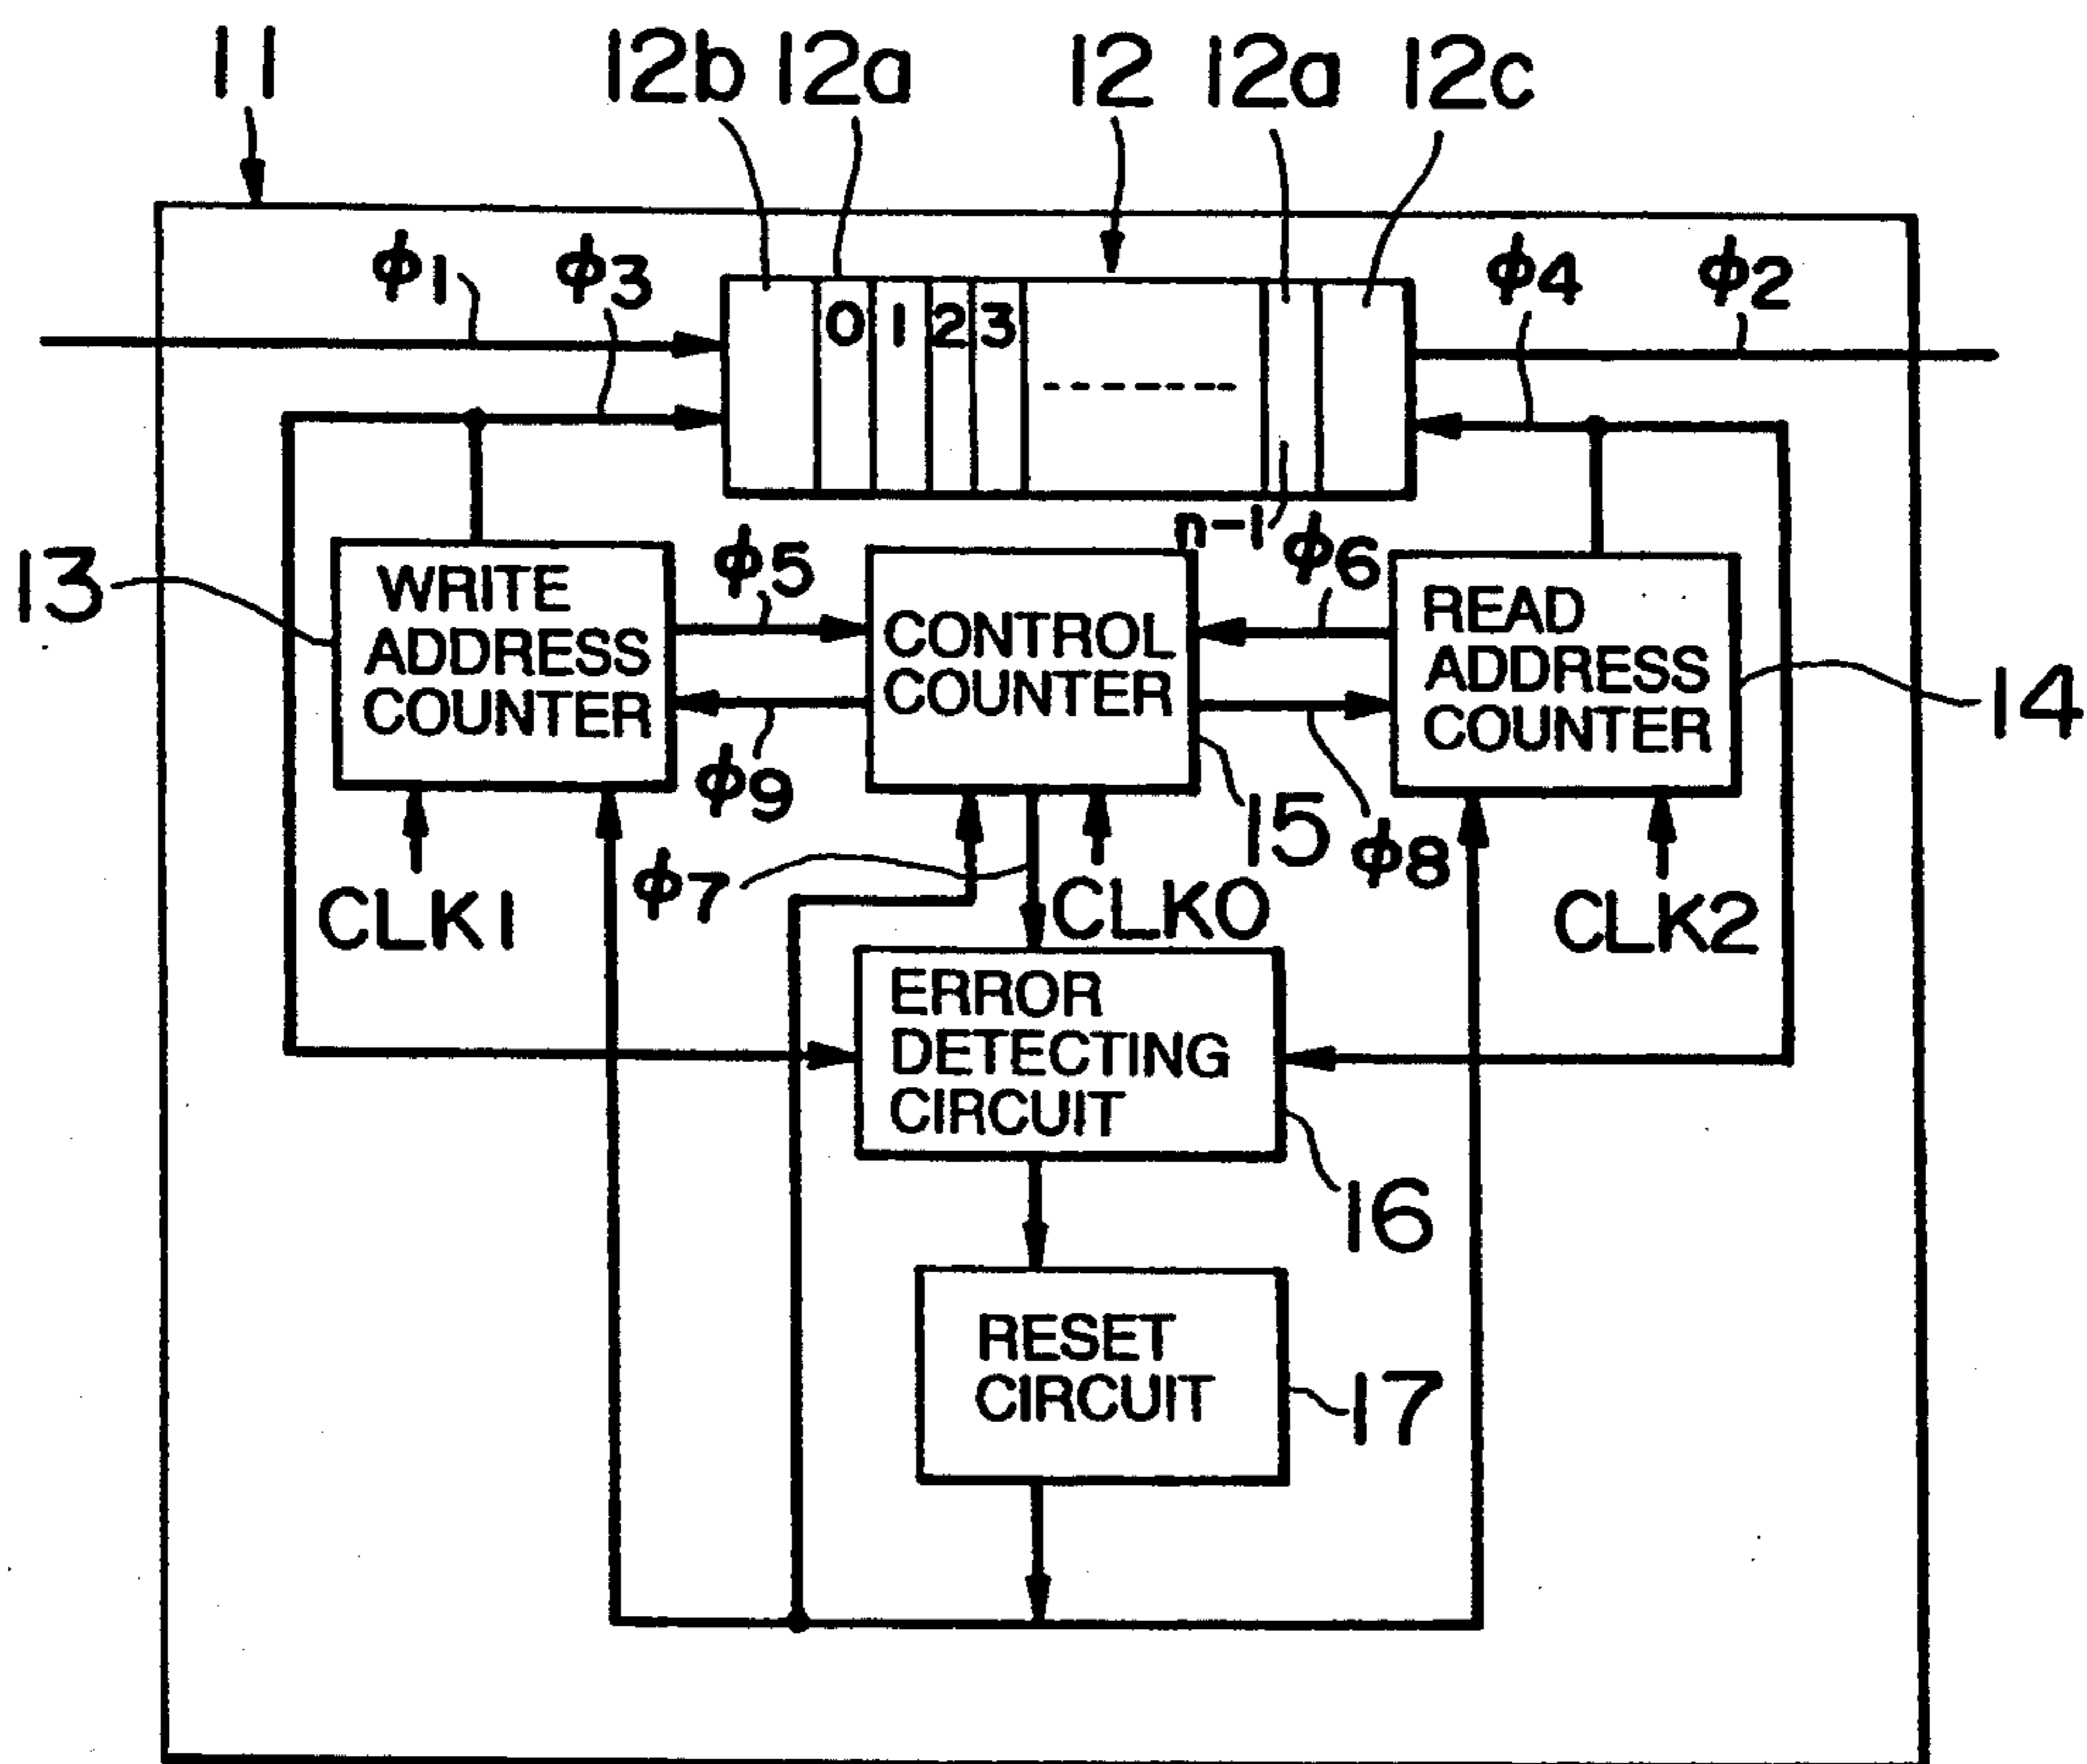 11 12b 12a 12 12a 12c
ϕ1 ϕ3 ϕ4 ϕ2
0 1 2 3
n-1
13
WRITE
ADDRESS
COUNTER
ϕ5
ϕ9
CONTROL
COUNTER
ϕ6
ϕ8
READ
ADDRESS
COUNTER
14
15
CLK1
ϕ7
CLK0
CLK2
ERROR
DETECTING
CIRCUIT
16
RESET
CIRCUIT
17